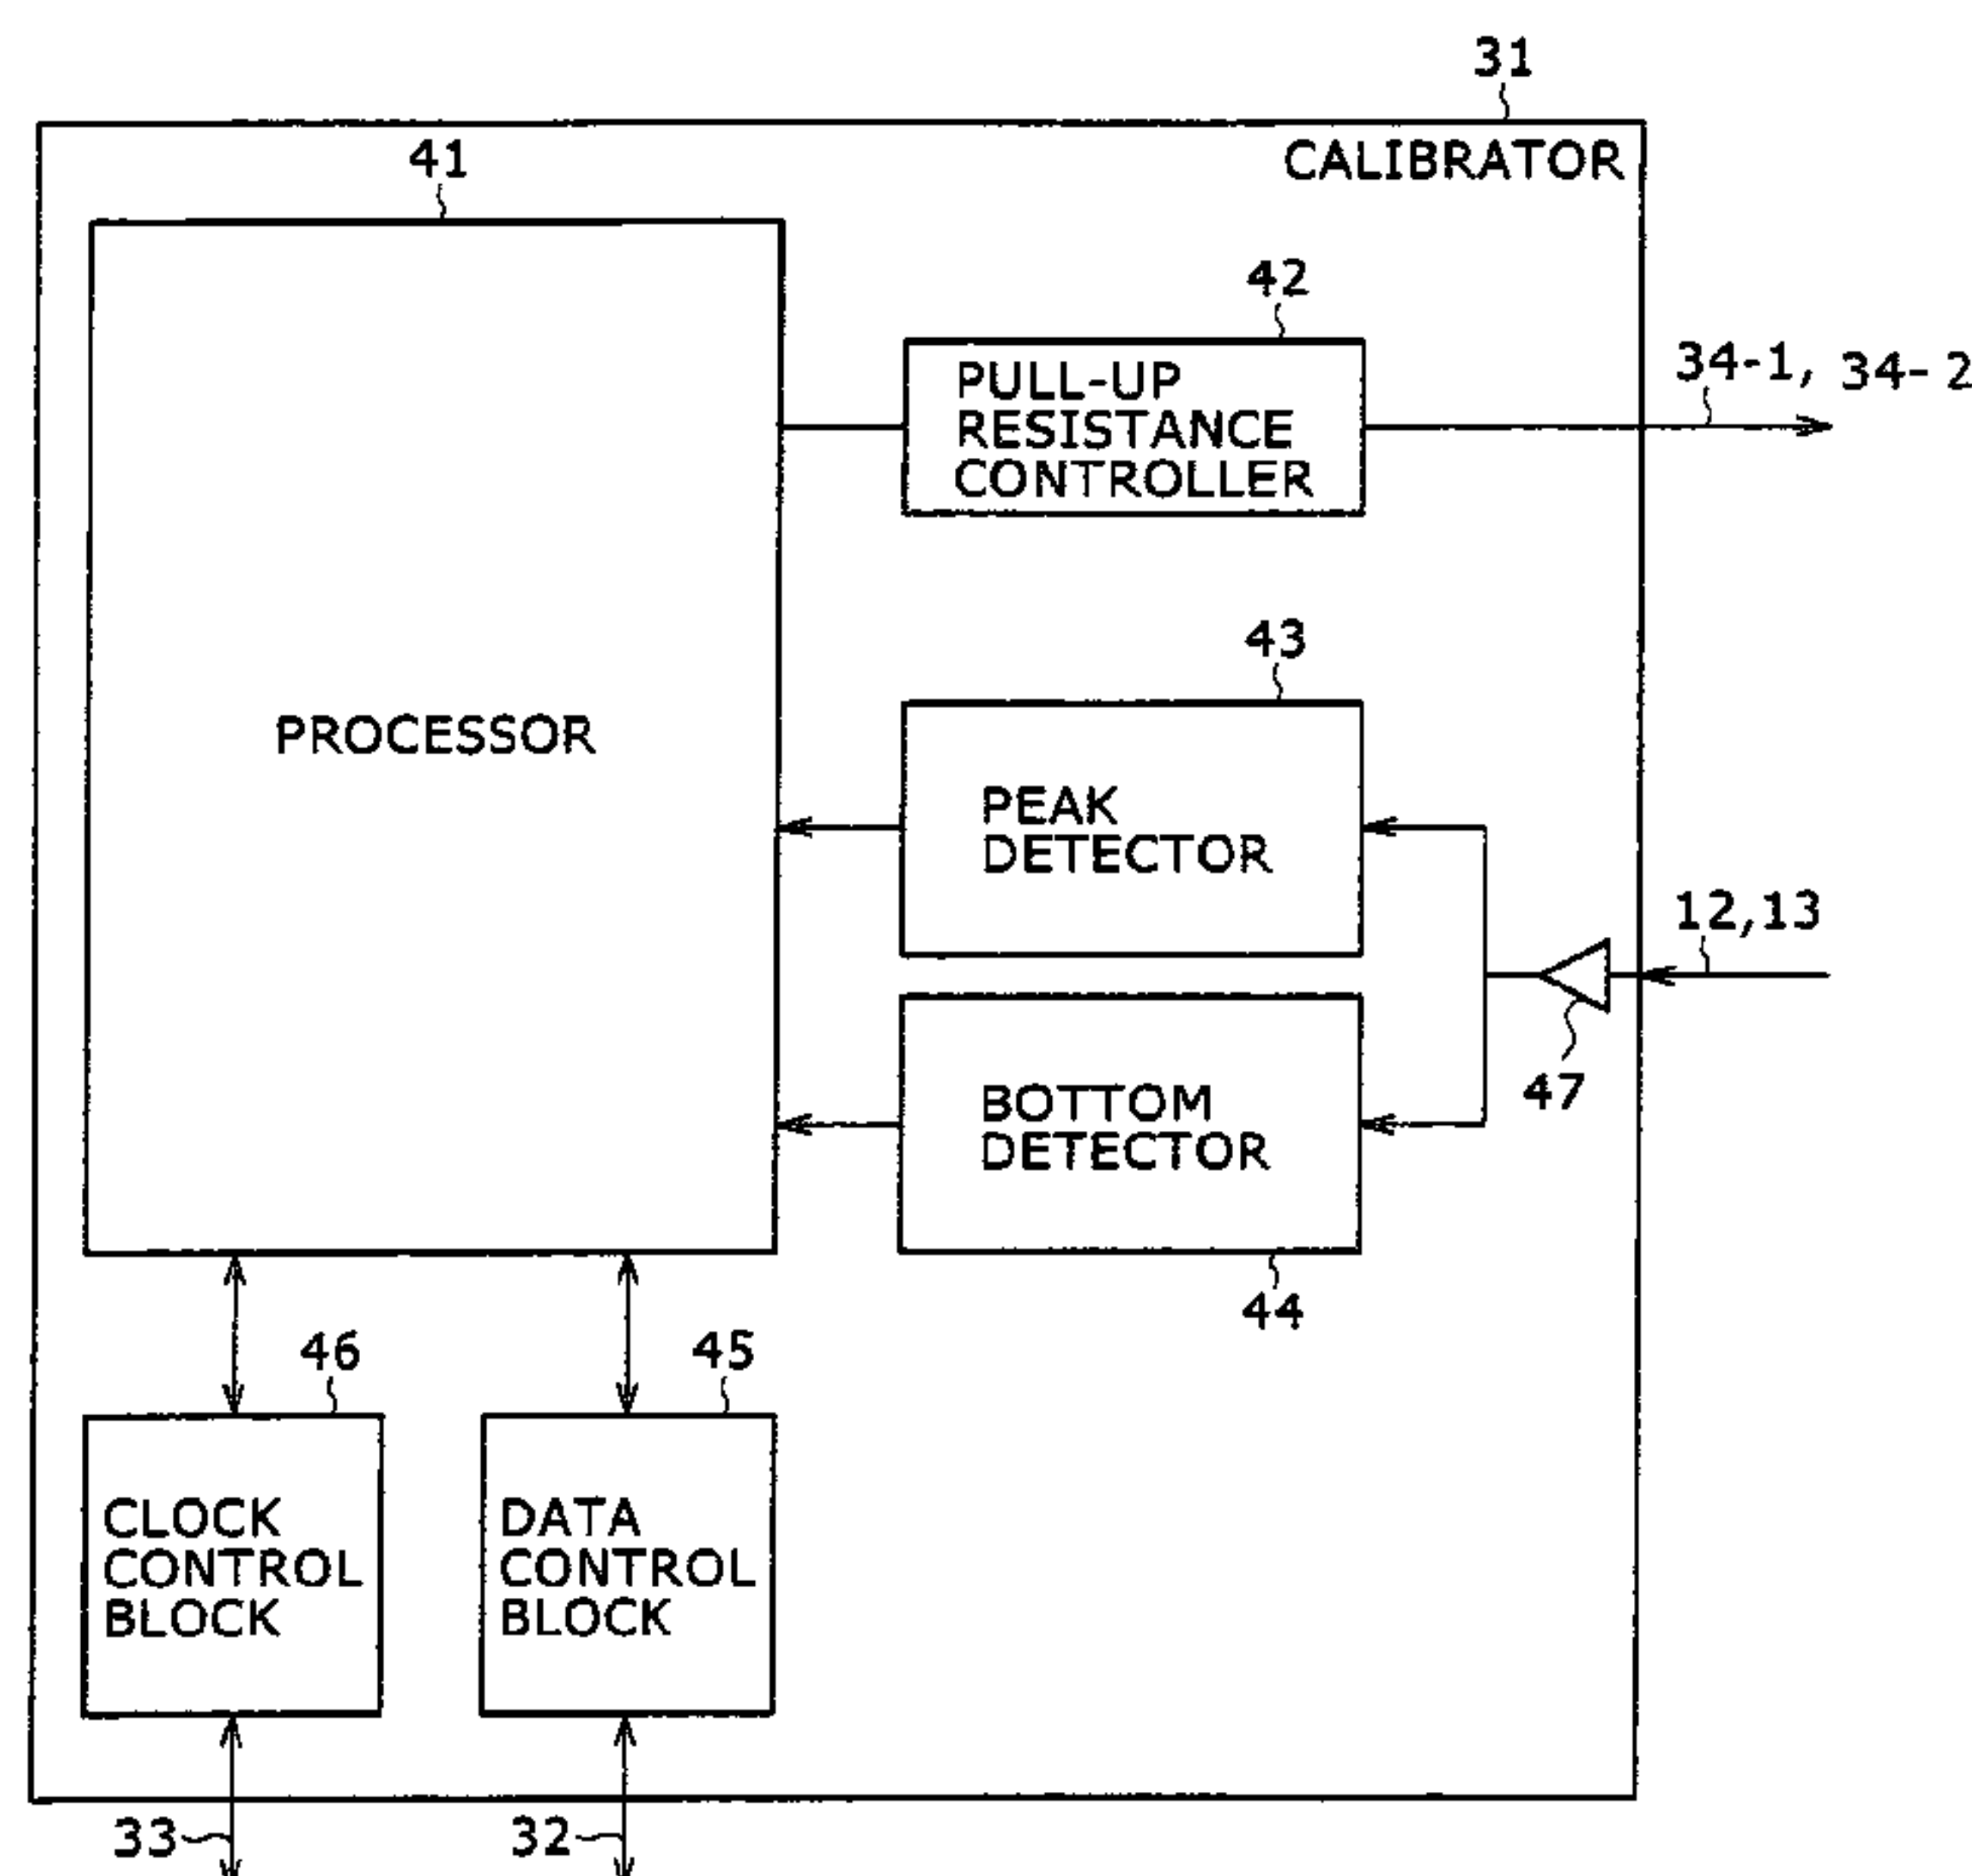 31
CALIBRATOR
41
42
PULL-UP
RESISTANCE
CONTROLLER
34-1, 34-2
43
PROCESSOR
PEAK
DETECTOR
12,13
47
BOTTOM
DETECTOR
44
46
45
CLOCK
CONTROL
BLOCK
DATA
CONTROL
BLOCK
33
32